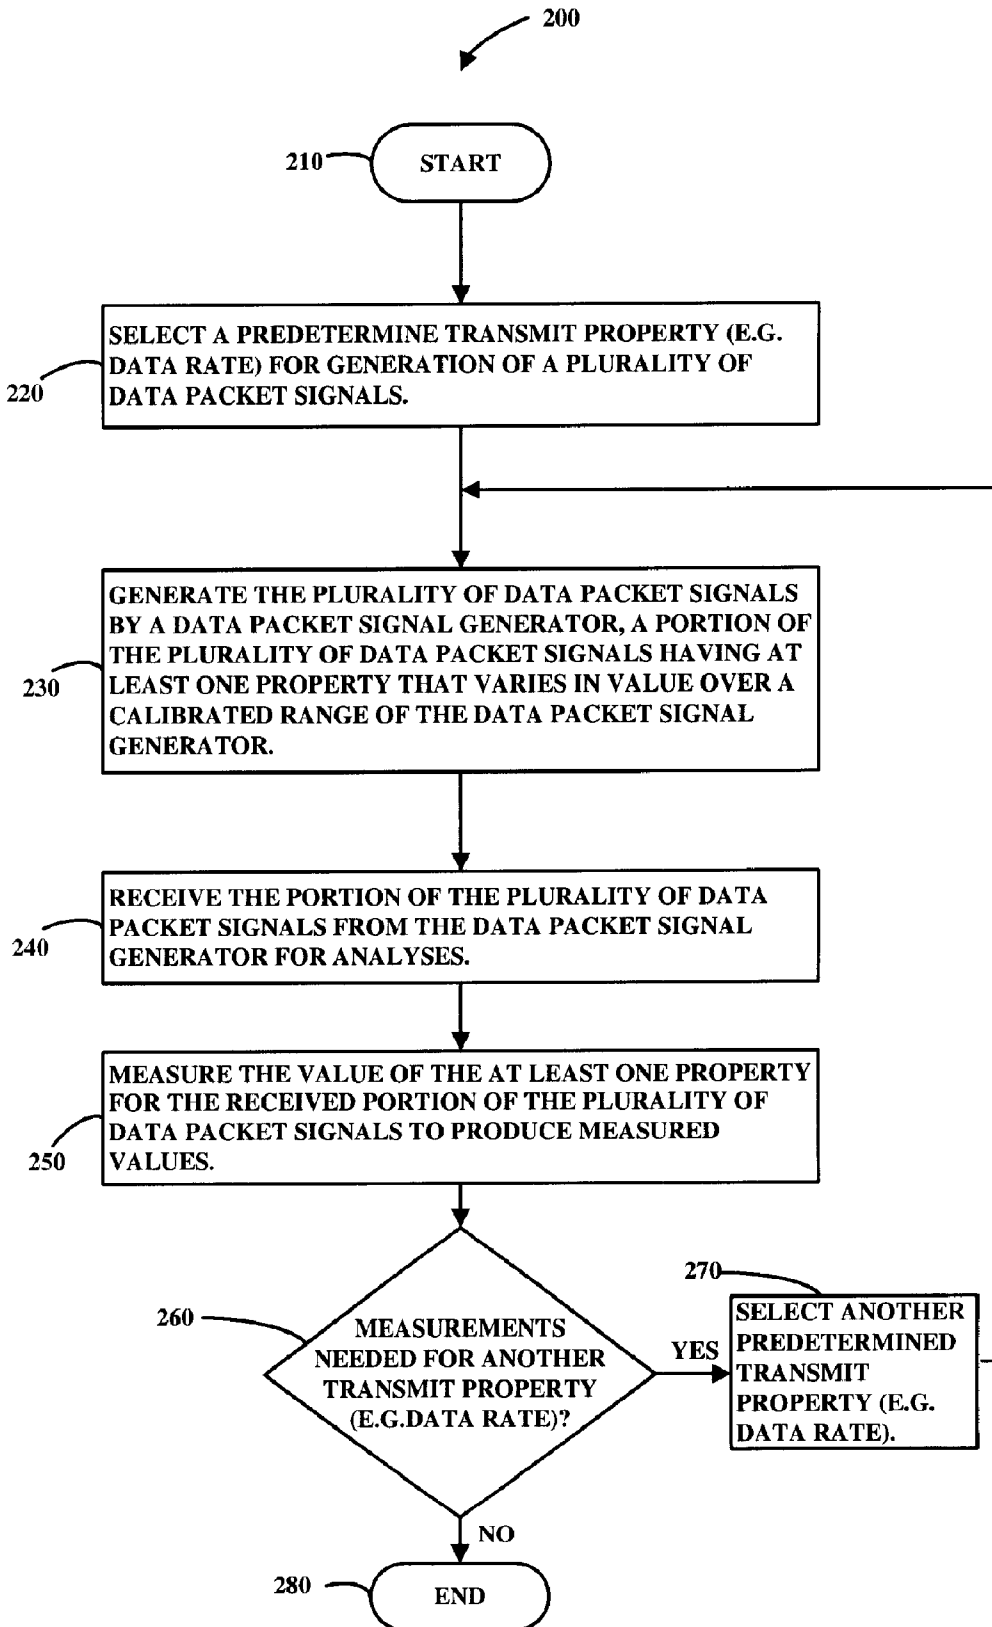 200
210
START
SELECT A PREDETERMINE TRANSMIT PROPERTY (E.G.
DATA RATE) FOR GENERATION OF A PLURALITY OF
DATA PACKET SIGNALS.
220
GENERATE THE PLURALITY OF DATA PACKET SIGNALS
BY A DATA PACKET SIGNAL GENERATOR, A PORTION OF
THE PLURALITY OF DATA PACKET SIGNALS HAVING AT
LEAST ONE PROPERTY THAT VARIES IN VALUE OVER A
CALIBRATED RANGE OF THE DATA PACKET SIGNAL
GENERATOR.
230
RECEIVE THE PORTION OF THE PLURALITY OF DATA
PACKET SIGNALS FROM THE DATA PACKET SIGNAL
GENERATOR FOR ANALYSES.
240
MEASURE THE VALUE OF THE AT LEAST ONE PROPERTY
FOR THE RECEIVED PORTION OF THE PLURALITY OF
DATA PACKET SIGNALS TO PRODUCE MEASURED
VALUES.
250
260
MEASUREMENTS
NEEDED FOR ANOTHER
TRANSMIT PROPERTY
(E.G.DATA RATE)?
YES
270
SELECT ANOTHER
PREDETERMINED
TRANSMIT
PROPERTY (E.G.
DATA RATE).
NO
280
END